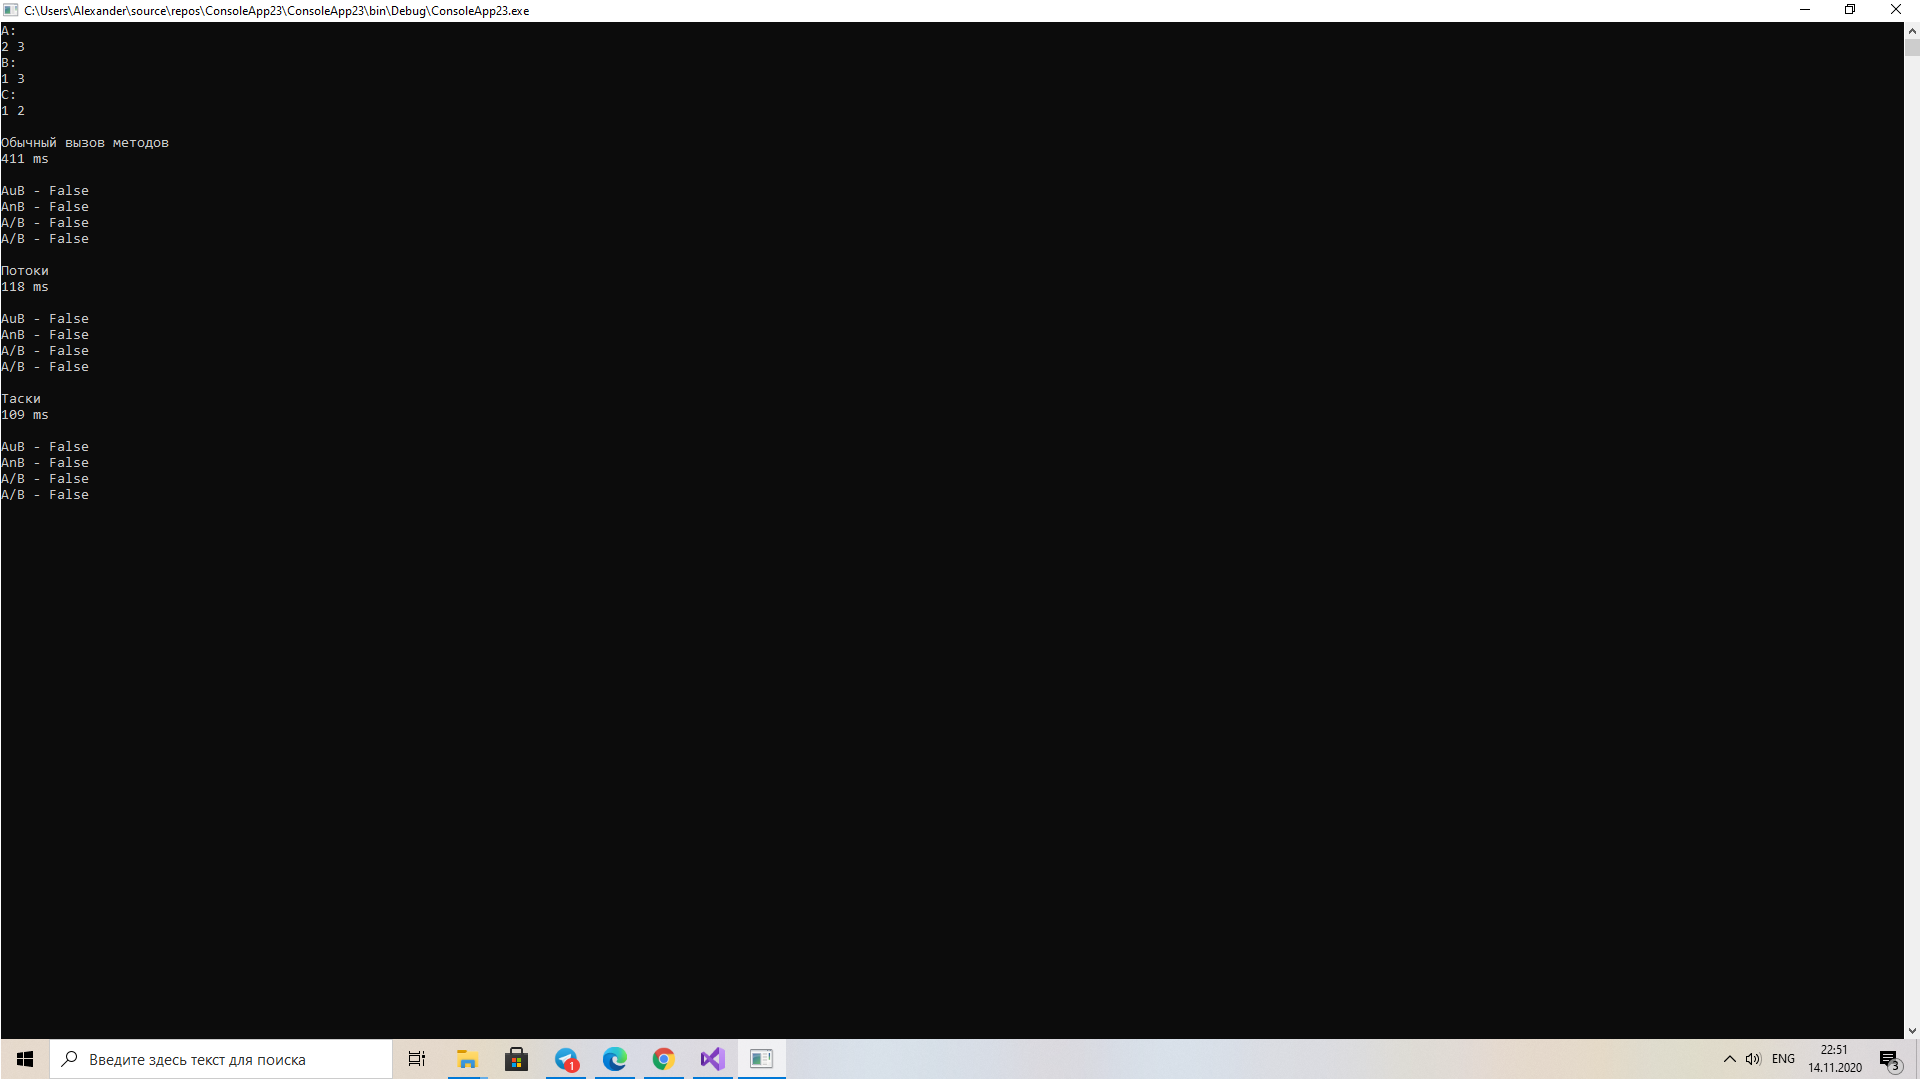 C:\Users\Alexander\source\repos\ConsoleApp23\ConsoleApp23\bin\Debug\ConsoleApp23.exe
A:
2 3
B:
1 3
C:
1 2
Обычный вызов методов
411 ms
AuB - False
AnB - False
A/B - False
A/B - False
Потоки
118 ms
AuB - False
AnB - False
A/B - False
A/B - False
Таски
109 ms
AuB - False
AnB - False
A/B - False
A/B - False
Введите здесь текст для поиска
1
ENG
22:51
14.11.2020
3